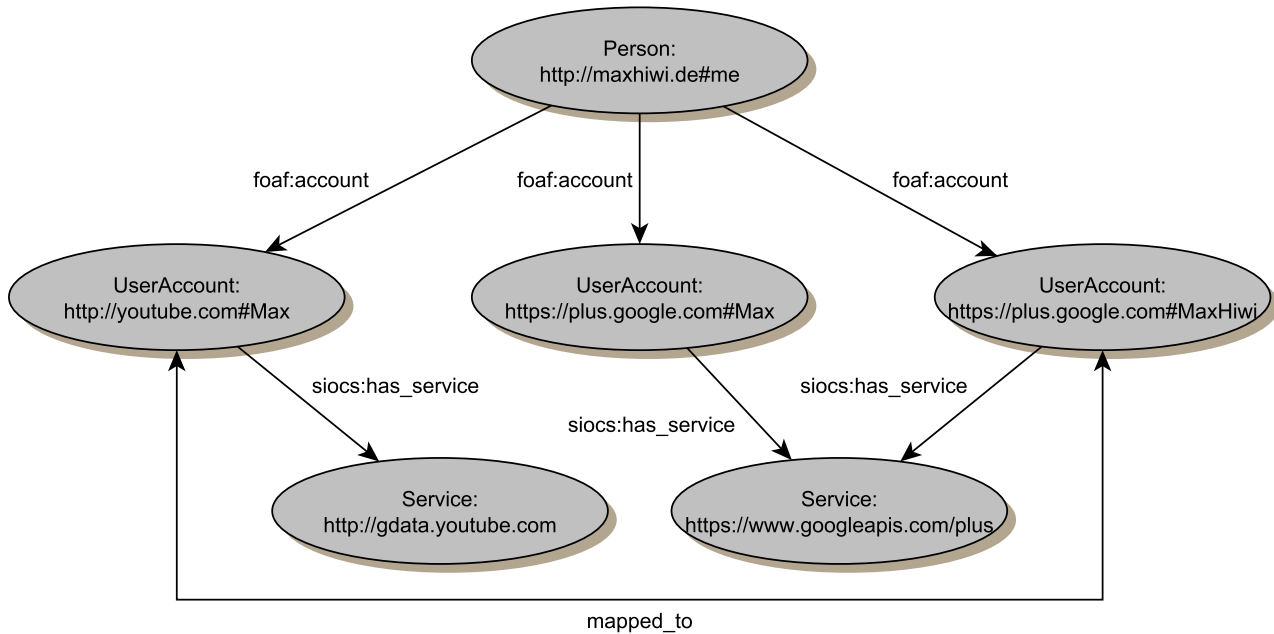 Person:
http://maxhiwi.de#me
foaf:account
foaf:account
foaf:account
UserAccount:
http://youtube.com#Max
UserAccount:
https://plus.google.com#Max
UserAccount:
https://plus.google.com#MaxHiwi
siocs:has_service
siocs:has_service
siocs:has_service
Service:
http://gdata.youtube.com
Service:
https://www.googleapis.com/plus
mapped_to